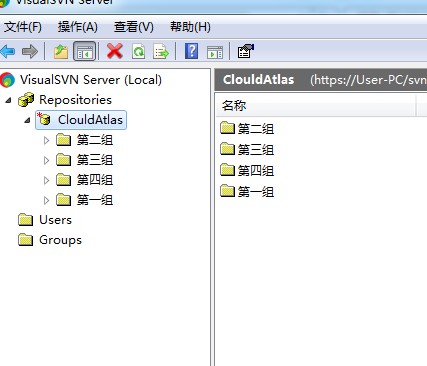 VisualSVN Server
文件(F) 操作(A) 查看(V) 帮助(H)
VisualSVN Server (Local)
Repositories
ClouldAtlas
第二组
第三组
第四组
第一组
Users
Groups
ClouldAtlas (https://User-PC/svn
名称
第二组
第三组
第四组
第一组